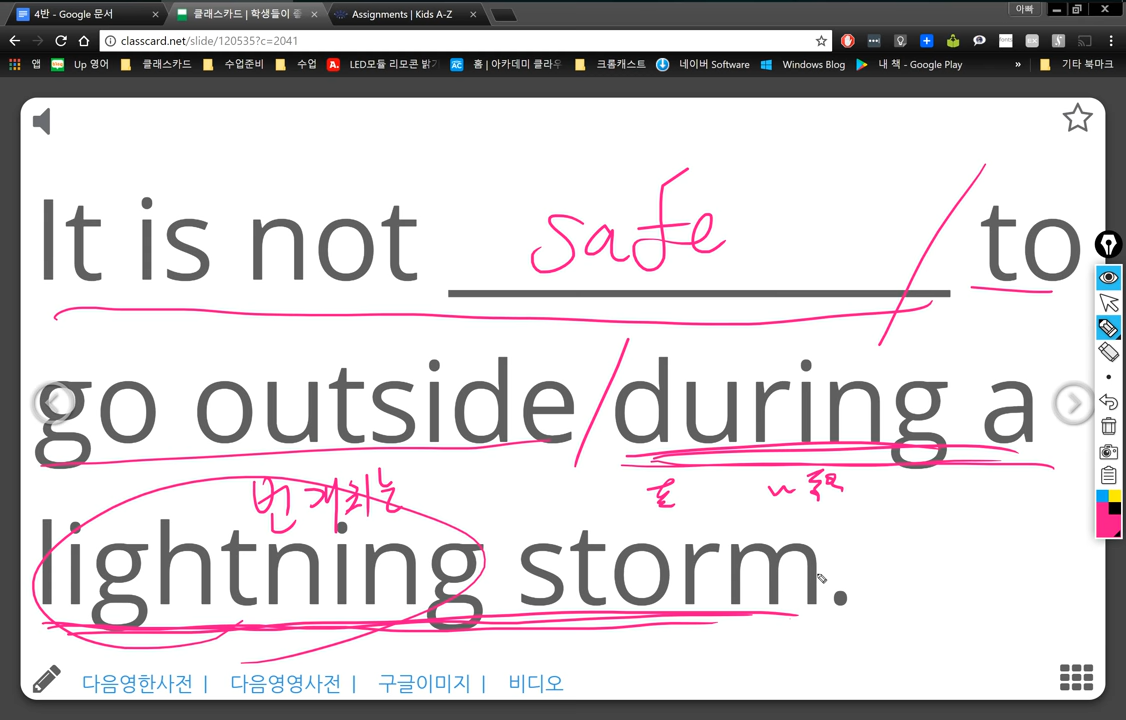 4반 - Google 문서
클래스카드 | 학생들이 즐
Assignments | Kids A-Z
아빠
classcard.net/slide/120535?c=2041
앱 Up 영어 클래스카드 수업준비 수업 LED모듈 리모콘 밝기 홈 | 아카데미 클라우 크롬캐스트 네이버 Software Windows Blog 내 책 - Google Play » 기타 북마크
It is not safe to
go outside / during a
번개치는
lightning storm.
다음영한사전 | 다음영영사전 | 구글이미지 | 비디오